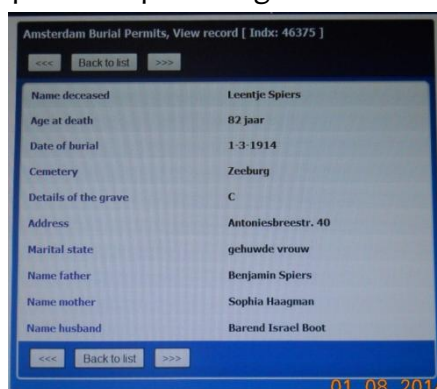 Amsterdam Burial Permits, View record [ Indx: 46375 ]
<<< Back to list >>>
Name deceased Leentje Spiers
Age at death 82 jaar
Date of burial 1-3-1914
Cemetery Zeeburg
Details of the grave C
Address Antoniesbreestr. 40
Marital state gehuwde vrouw
Name father Benjamin Spiers
Name mother Sophia Haagman
Name husband Barend Israel Boot
<<< Back to list >>>